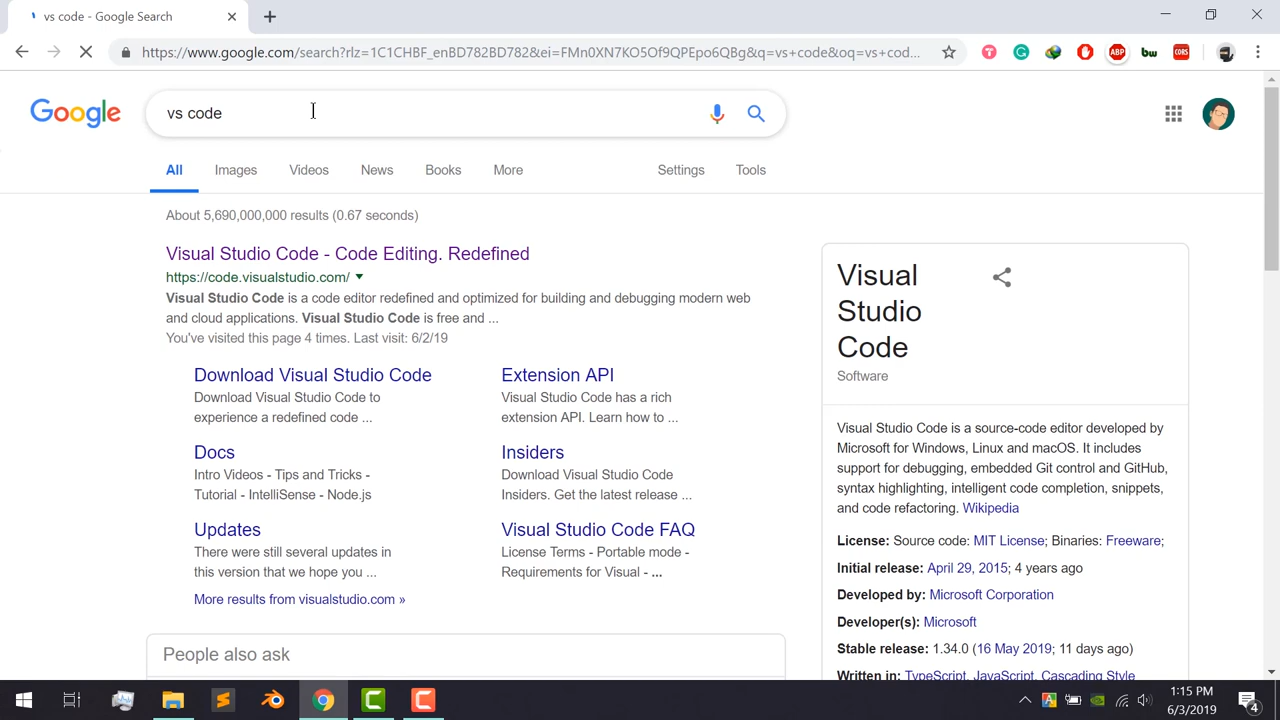 vs code - Google Search
https://www.google.com/search?rlz=1C1CHBF_enBD782BD782&ei=FMn0XN7KO5Of9QPEpo6QBg&q=vs+code&oq=vs+cod...
ABP
bw
CORS
Google
vs code
All
Images
Videos
News
Books
More
Settings
Tools
About 5,690,000,000 results (0.67 seconds)
Visual Studio Code - Code Editing. Redefined
https://code.visualstudio.com/
Visual Studio Code is a code editor redefined and optimized for building and debugging modern web
and cloud applications. Visual Studio Code is free and ...
You've visited this page 4 times. Last visit: 6/2/19
Download Visual Studio Code
Download Visual Studio Code to
experience a redefined code ...
Extension API
Visual Studio Code has a rich
extension API. Learn how to ...
Docs
Intro Videos - Tips and Tricks -
Tutorial - IntelliSense - Node.js
Insiders
Download Visual Studio Code
Insiders. Get the latest release ...
Updates
There were still several updates in
this version that we hope you ...
Visual Studio Code FAQ
License Terms - Portable mode -
Requirements for Visual - ...
More results from visualstudio.com »
People also ask
Visual
Studio
Code
Software
Visual Studio Code is a source-code editor developed by
Microsoft for Windows, Linux and macOS. It includes
support for debugging, embedded Git control and GitHub,
syntax highlighting, intelligent code completion, snippets,
and code refactoring. Wikipedia
License: Source code: MIT License; Binaries: Freeware;
Initial release: April 29, 2015; 4 years ago
Developed by: Microsoft Corporation
Developer(s): Microsoft
Stable release: 1.34.0 (16 May 2019; 11 days ago)
Written in: TypeScript, JavaScript, Cascading Style
1:15 PM
6/3/2019
4